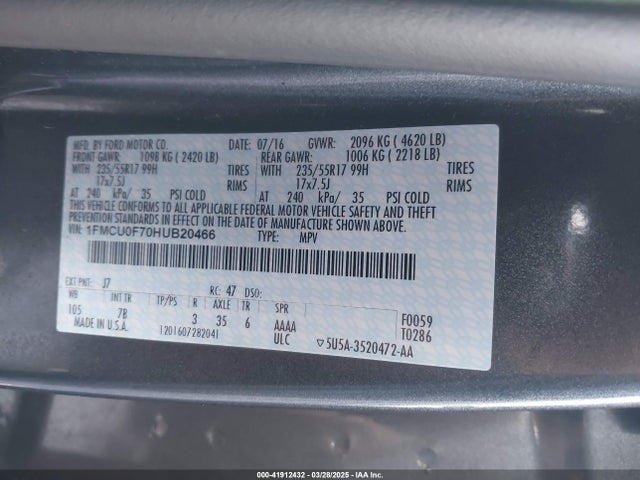 MFD. BY FORD MOTOR CO. DATE: 07/16 GVWR: 2096 KG ( 4620 LB)
FRONT GAWR: 1098 KG ( 2420 LB) REAR GAWR: 1006 KG ( 2218 LB)
WITH 235/55R17 99H TIRES WITH 235/55R17 99H TIRES
17x7.5J RIMS 17x7.5J RIMS
AT 240 kPa/ 35 PSI COLD AT 240 kPa/ 35 PSI COLD
THIS VEHICLE CONFORMS TO ALL APPLICABLE FEDERAL MOTOR VEHICLE SAFETY AND THEFT
PREVENTION STANDARDS IN EFFECT ON THE DATE OF MANUFACTURE SHOWN ABOVE.
VIN: 1FMCU0F70HUB20466 TYPE: MPV
EXT PNT: J7 RC: 47 DSO:
WB INT TR TP/PS R AXLE TR SPR
105 7B 3 35 6 AAAA F0059
MADE IN U.S.A. 1201607282041 ULC T0286
▽5U5A-3520472-AA
000-41912432 | 03/28/2025 | IAAI.COM